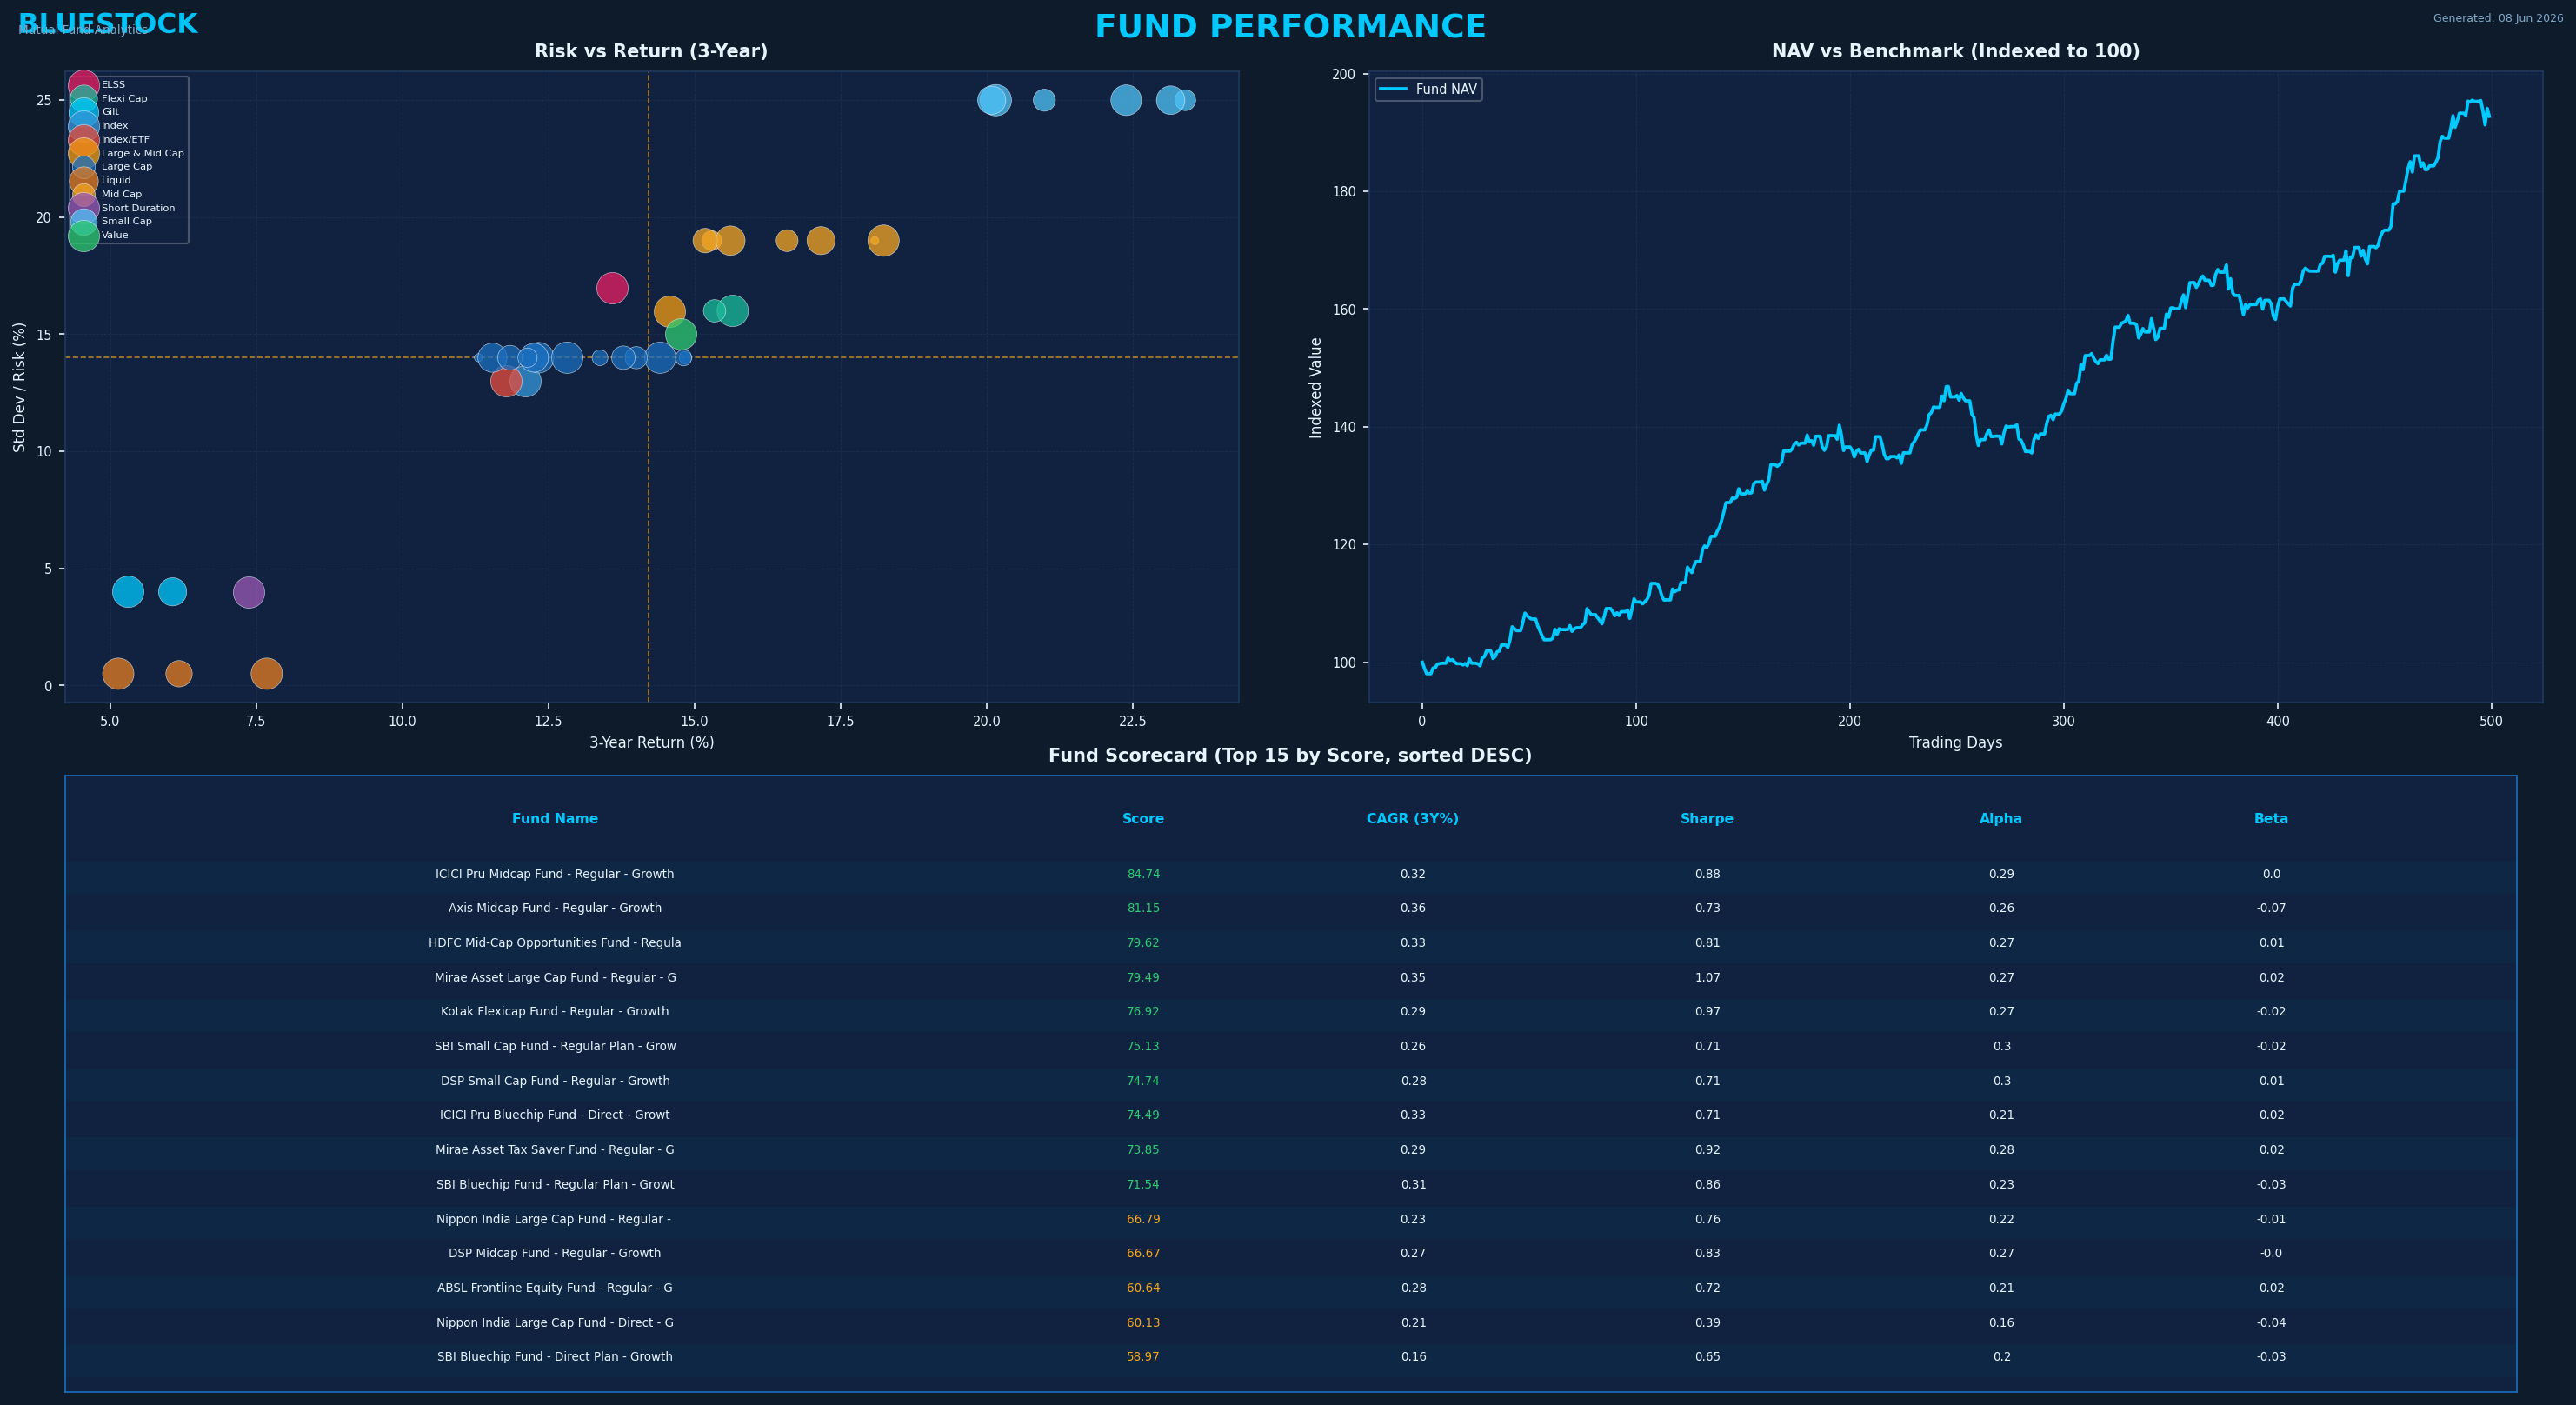 BLUESTOCK
Mutual Fund Analytics
FUND PERFORMANCE
Generated: 08 Jun 2026
Risk vs Return (3-Year)
ELSS
Flexi Cap
Gilt
Index
Index/ETF
Large & Mid Cap
Large Cap
Liquid
Mid Cap
Short Duration
Small Cap
Value
Std Dev / Risk (%)
25
20
15
10
5
0
5.0 7.5 10.0 12.5 15.0 17.5 20.0 22.5
3-Year Return (%)
NAV vs Benchmark (Indexed to 100)
Fund NAV
Indexed Value
200
180
160
140
120
100
0 100 200 300 400 500
Trading Days
Fund Scorecard (Top 15 by Score, sorted DESC)
Fund Name Score CAGR (3Y%) Sharpe Alpha Beta
ICICI Pru Midcap Fund - Regular - Growth 84.74 0.32 0.88 0.29 0.0
Axis Midcap Fund - Regular - Growth 81.15 0.36 0.73 0.26 -0.07
HDFC Mid-Cap Opportunities Fund - Regula 79.62 0.33 0.81 0.27 0.01
Mirae Asset Large Cap Fund - Regular - G 79.49 0.35 1.07 0.27 0.02
Kotak Flexicap Fund - Regular - Growth 76.92 0.29 0.97 0.27 -0.02
SBI Small Cap Fund - Regular Plan - Grow 75.13 0.26 0.71 0.3 -0.02
DSP Small Cap Fund - Regular - Growth 74.74 0.28 0.71 0.3 0.01
ICICI Pru Bluechip Fund - Direct - Growt 74.49 0.33 0.71 0.21 0.02
Mirae Asset Tax Saver Fund - Regular - G 73.85 0.29 0.92 0.28 0.02
SBI Bluechip Fund - Regular Plan - Growt 71.54 0.31 0.86 0.23 -0.03
Nippon India Large Cap Fund - Regular - 66.79 0.23 0.76 0.22 -0.01
DSP Midcap Fund - Regular - Growth 66.67 0.27 0.83 0.27 -0.0
ABSL Frontline Equity Fund - Regular - G 60.64 0.28 0.72 0.21 0.02
Nippon India Large Cap Fund - Direct - G 60.13 0.21 0.39 0.16 -0.04
SBI Bluechip Fund - Direct Plan - Growth 58.97 0.16 0.65 0.2 -0.03